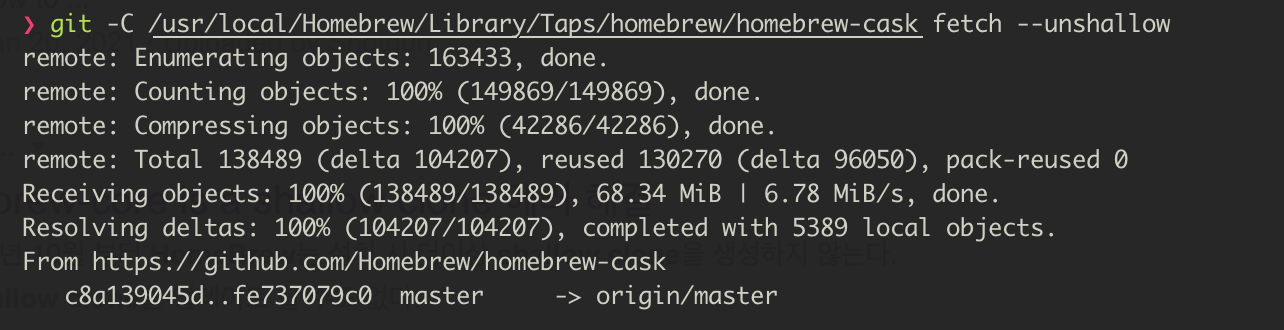 ❯ git -C /usr/local/Homebrew/Library/Taps/homebrew/homebrew-cask fetch --unshallow
remote: Enumerating objects: 163433, done.
remote: Counting objects: 100% (149869/149869), done.
remote: Compressing objects: 100% (42286/42286), done.
remote: Total 138489 (delta 104207), reused 130270 (delta 96050), pack-reused 0
Receiving objects: 100% (138489/138489), 68.34 MiB | 6.78 MiB/s, done.
Resolving deltas: 100% (104207/104207), completed with 5389 local objects.
From https://github.com/Homebrew/homebrew-cask
   c8a139045d..fe737079c0  master     -> origin/master